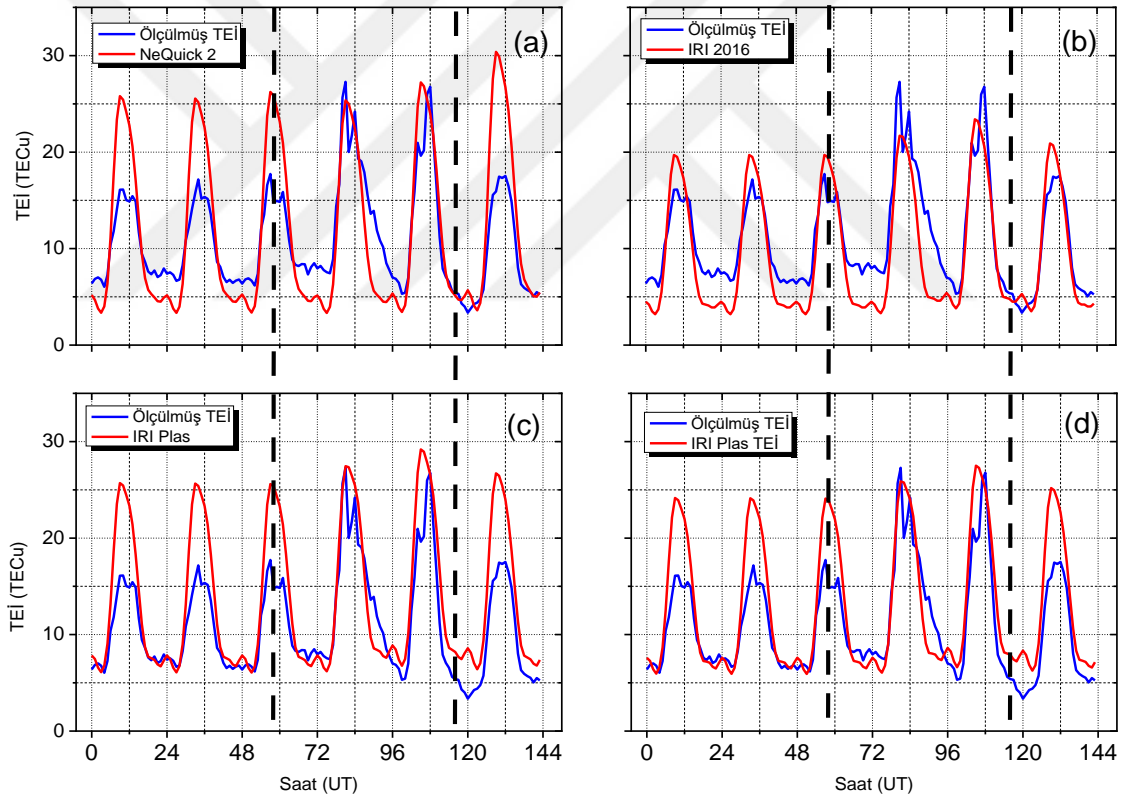 Ölçülmüş TEİ
NeQuick 2
(a)
TEİ (TECu)
30
20
10
0
Ölçülmüş TEİ
IRI 2016
(b)
Ölçülmüş TEİ
IRI Plas
(c)
TEİ (TECu)
30
20
10
0
0 24 48 72 96 120 144
Saat (UT)
Ölçülmüş TEİ
IRI Plas TEİ
(d)
0 24 48 72 96 120 144
Saat (UT)